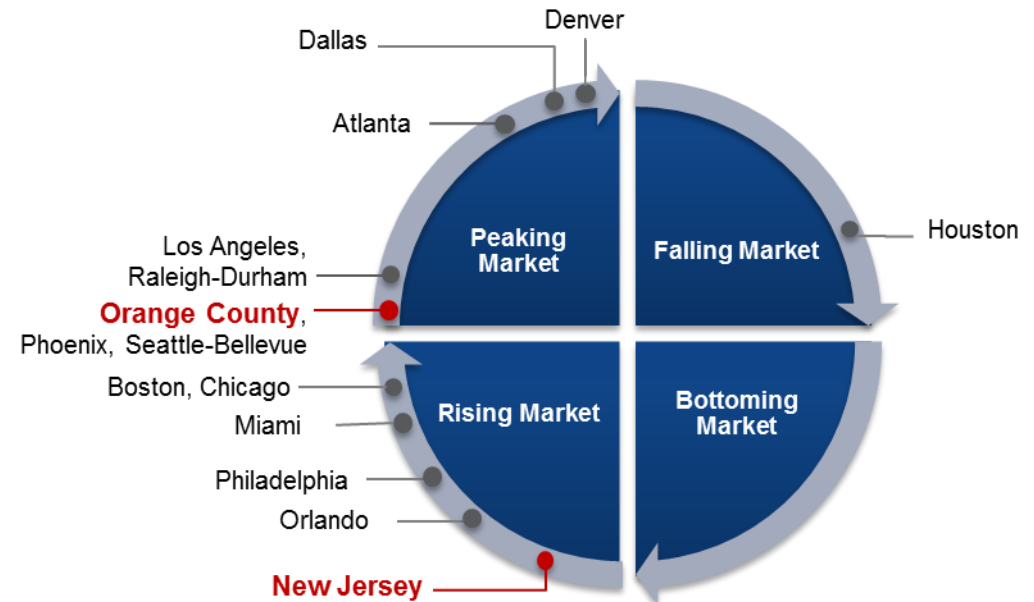 Denver
Dallas
Atlanta
Peaking
Market
Falling Market
Houston
Los Angeles,
Raleigh-Durham
Orange County,
Phoenix, Seattle-Bellevue
Boston, Chicago
Miami
Rising Market
Bottoming
Market
Philadelphia
Orlando
New Jersey